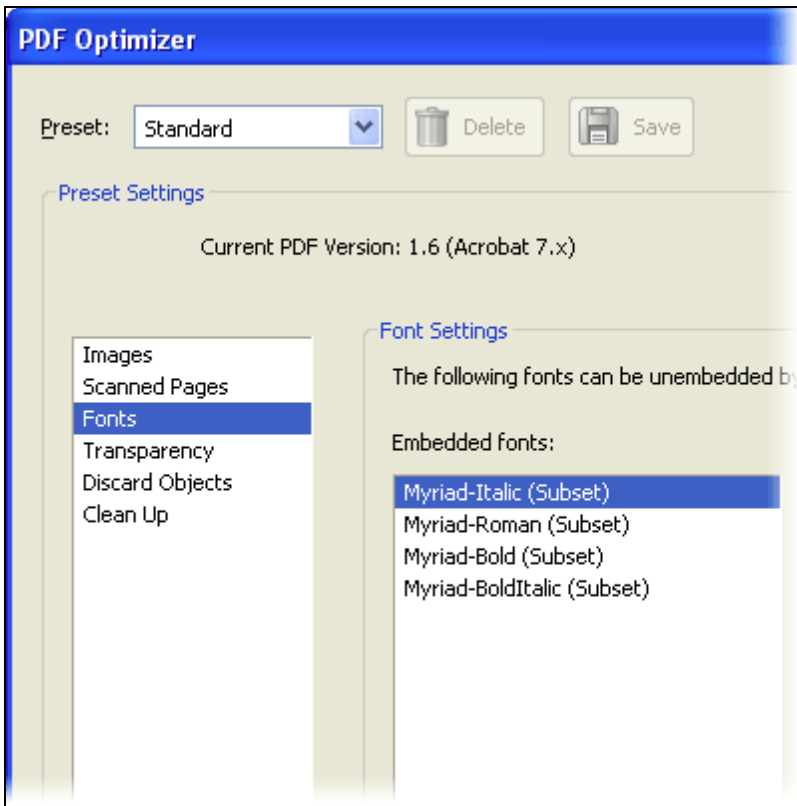 PDF Optimizer
Preset: Standard Delete Save
Preset Settings
Current PDF Version: 1.6 (Acrobat 7.x)
Images
Scanned Pages
Fonts
Transparency
Discard Objects
Clean Up
Font Settings
The following fonts can be unembedded by
Embedded fonts:
Myriad-Italic (Subset)
Myriad-Roman (Subset)
Myriad-Bold (Subset)
Myriad-BoldItalic (Subset)